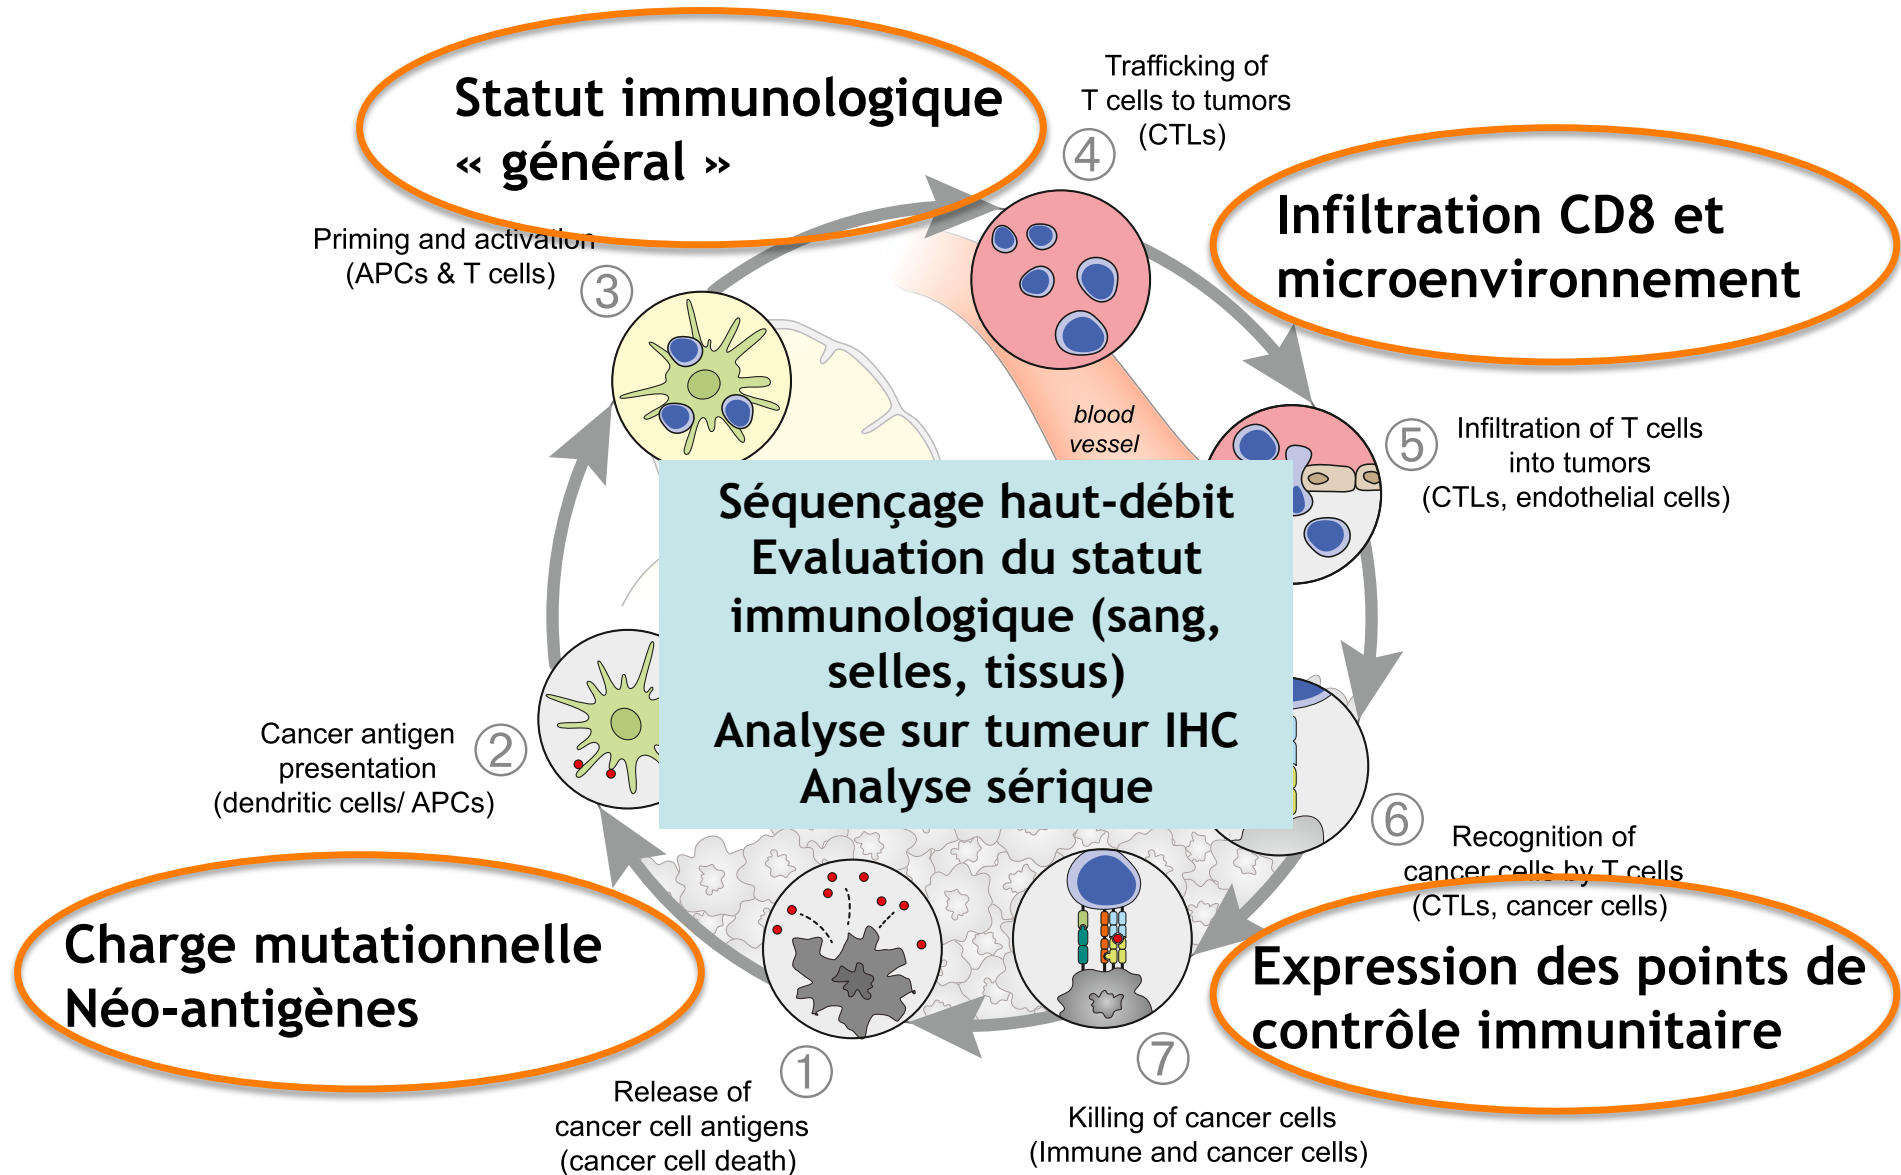 Statut immunologique
« général »
Trafficking of
T cells to tumors
(CTLs)
④
Infiltration CD8 et
microenvironnement
Priming and activation
(APCs & T cells)
③
blood
vessel
⑤
Infiltration of T cells
into tumors
(CTLs, endothelial cells)
Séquençage haut-débit
Evaluation du statut
immunologique (sang,
selles, tissus)
Analyse sur tumeur IHC
Analyse sérique
Cancer antigen
presentation
(dendritic cells/ APCs)
②
⑥
Recognition of
cancer cells by T cells
(CTLs, cancer cells)
Charge mutationnelle
Néo-antigènes
Expression des points de
contrôle immunitaire
①
Release of
cancer cell antigens
(cancer cell death)
⑦
Killing of cancer cells
(Immune and cancer cells)